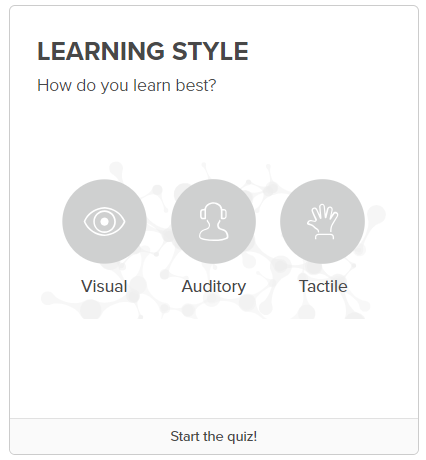 LEARNING STYLE
How do you learn best?
Visual Auditory Tactile
Start the quiz!